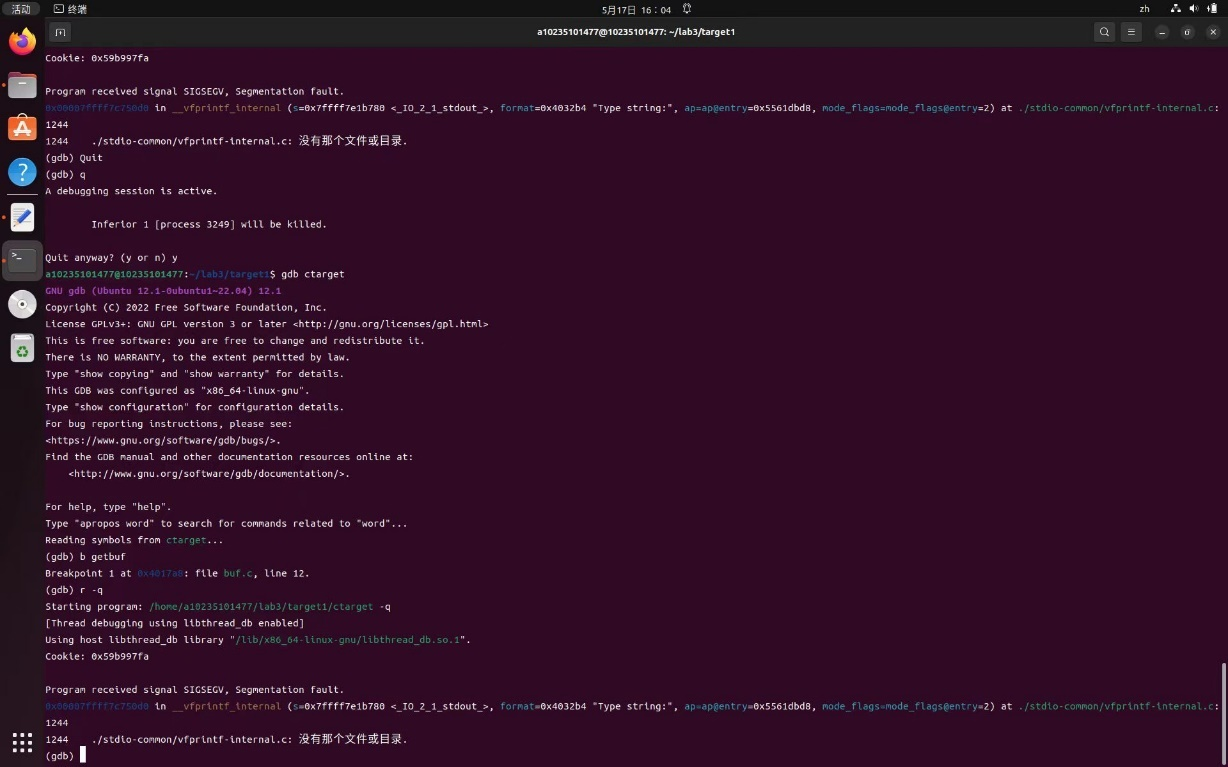 活动 终端 5月17日 16：04 zh
a10235101477@10235101477: ~/lab3/target1
Cookie: 0x59b997fa
Program received signal SIGSEGV, Segmentation fault.
0x00007ffff7c750d0 in __vfprintf_internal (s=0x7ffff7e1b780 <_IO_2_1_stdout_>, format=0x4032b4 "Type string:", ap=ap@entry=0x5561dbd8, mode_flags=mode_flags@entry=2) at ./stdio-common/vfprintf-internal.c:
1244
1244    ./stdio-common/vfprintf-internal.c: 没有那个文件或目录.
(gdb) Quit
(gdb) q
A debugging session is active.
Inferior 1 [process 3249] will be killed.
Quit anyway? (y or n) y
a10235101477@10235101477:~/lab3/target1$ gdb ctarget
GNU gdb (Ubuntu 12.1-0ubuntu1~22.04) 12.1
Copyright (C) 2022 Free Software Foundation, Inc.
License GPLv3+: GNU GPL version 3 or later <http://gnu.org/licenses/gpl.html>
This is free software: you are free to change and redistribute it.
There is NO WARRANTY, to the extent permitted by law.
Type "show copying" and "show warranty" for details.
This GDB was configured as "x86_64-linux-gnu".
Type "show configuration" for configuration details.
For bug reporting instructions, please see:
<https://www.gnu.org/software/gdb/bugs/>.
Find the GDB manual and other documentation resources online at:
<http://www.gnu.org/software/gdb/documentation/>.
For help, type "help".
Type "apropos word" to search for commands related to "word"...
Reading symbols from ctarget...
(gdb) b getbuf
Breakpoint 1 at 0x4017a8: file buf.c, line 12.
(gdb) r -q
Starting program: /home/a10235101477/lab3/target1/ctarget -q
[Thread debugging using libthread_db enabled]
Using host libthread_db library "/lib/x86_64-linux-gnu/libthread_db.so.1".
Cookie: 0x59b997fa
Program received signal SIGSEGV, Segmentation fault.
0x00007ffff7c750d0 in __vfprintf_internal (s=0x7ffff7e1b780 <_IO_2_1_stdout_>, format=0x4032b4 "Type string:", ap=ap@entry=0x5561dbd8, mode_flags=mode_flags@entry=2) at ./stdio-common/vfprintf-internal.c:
1244
1244    ./stdio-common/vfprintf-internal.c: 没有那个文件或目录.
(gdb)